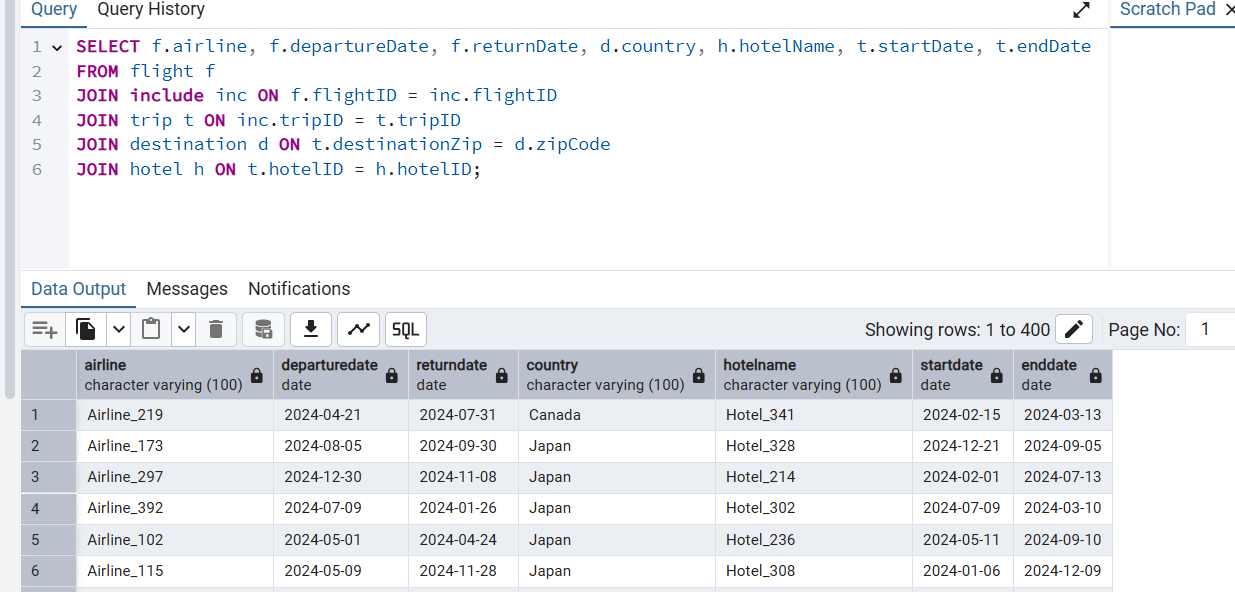 Query Query History Scratch Pad
1 SELECT f.airline, f.departureDate, f.returnDate, d.country, h.hotelName, t.startDate, t.endDate
2 FROM flight f
3 JOIN include inc ON f.flightID = inc.flightID
4 JOIN trip t ON inc.tripID = t.tripID
5 JOIN destination d ON t.destinationZip = d.zipCode
6 JOIN hotel h ON t.hotelID = h.hotelID;
Data Output Messages Notifications
SQL Showing rows: 1 to 400 Page No: 1
airline departuredate returndate country hotelname startdate enddate
character varying (100) date date character varying (100) character varying (100) date date
1 Airline_219 2024-04-21 2024-07-31 Canada Hotel_341 2024-02-15 2024-03-13
2 Airline_173 2024-08-05 2024-09-30 Japan Hotel_328 2024-12-21 2024-09-05
3 Airline_297 2024-12-30 2024-11-08 Japan Hotel_214 2024-02-01 2024-07-13
4 Airline_392 2024-07-09 2024-01-26 Japan Hotel_302 2024-07-09 2024-03-10
5 Airline_102 2024-05-01 2024-04-24 Japan Hotel_236 2024-05-11 2024-09-10
6 Airline_115 2024-05-09 2024-11-28 Japan Hotel_308 2024-01-06 2024-12-09